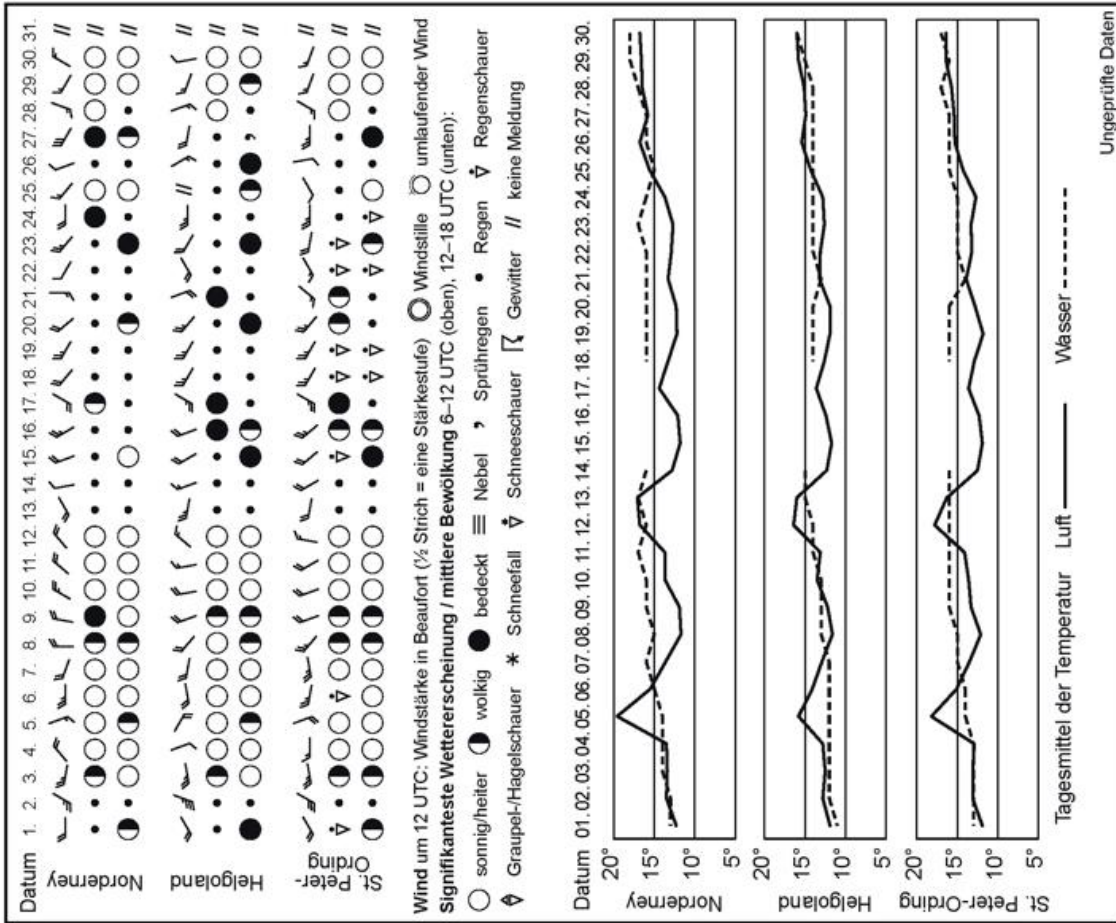 Datum 1. 2. 3. 4. 5. 6. 7. 8. 9. 10. 11. 12. 13. 14. 15. 16. 17. 18. 19. 20. 21. 22. 23. 24. 25. 26. 27. 28. 29. 30. 31.
Norderney
Helgoland
St. Peter-
Ording
Wind um 12 UTC: Windstärke in Beaufort (½ Strich = eine Stärkestufe) Windstille umlaufender Wind
Signifikanteste Wettererscheinung / mittlere Bewölkung 6–12 UTC (oben), 12–18 UTC (unten):
sonnig/heiter wolkig bedeckt Nebel Sprühregen Regen Regenschauer
Graupel-/Hagelschauer Schneefall Schneeschauer Gewitter keine Meldung
Datum 01. 02. 03. 04. 05. 06. 07. 08. 09. 10. 11. 12. 13. 14. 15. 16. 17. 18. 19. 20. 21. 22. 23. 24. 25. 26. 27. 28. 29. 30.
20°
15°
10°
5°
Norderney
20°
15°
10°
5°
Helgoland
20°
15°
10°
5°
St. Peter-Ording
Tagesmittel der Temperatur Luft Wasser
Ungeprüfte Daten